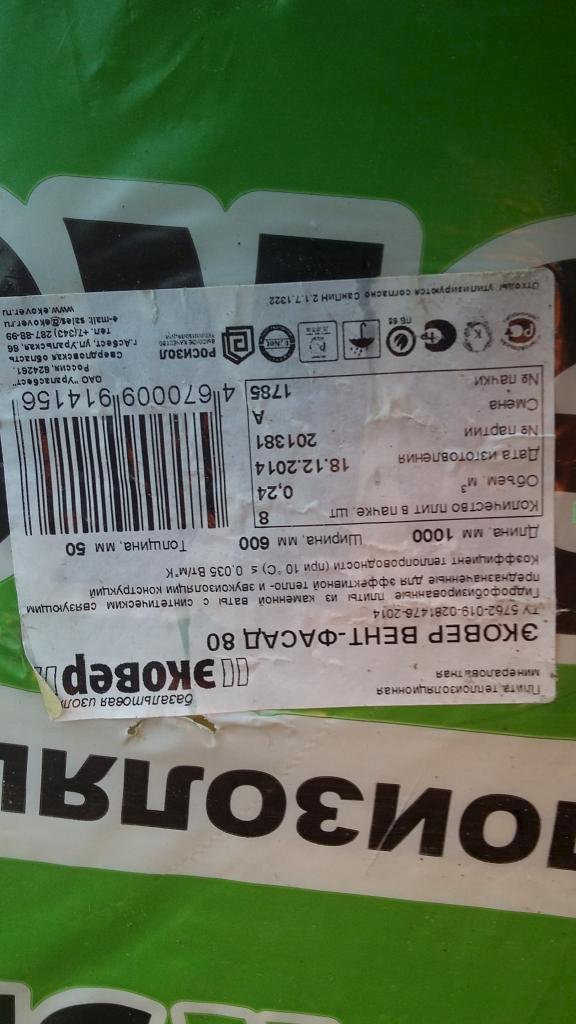 Плита теплоизоляционная
минераловатная
базальтовая изол
эковер
ЭКОВЕР ВЕНТ-ФАСАД 80
ТУ 5762-019-0281476-2014
Гидрофобизированные плиты из каменной ваты с синтетическим связующим
предназначенные для эффективной тепло- и звукоизоляции конструкций
Коэффициент теплопроводности (при 10 °С) ≤ 0,035 Вт/м°К
Длина, мм 1000 Ширина, мм 600 Толщина, мм 50
Количество плит в пачке, шт. 8
Объем, м³ 0,24
Дата изготовления 18.12.2014
№ партии 201381
Смена А
№ пачки 1785
4 670009 914156
ОАО "Ураласбест"
Россия, 624261,
Свердловская область
г.Асбест, ул.Уральская, 66,
тел. +7(343) 287-88-99
e-mail: sales@ekover.ru
www.ekover.ru
РС
ПБ 65
РОСИЗОЛ
Отходы утилизируются согласно СанПиН 2.1.7.1322
ОИЗОЛЯ